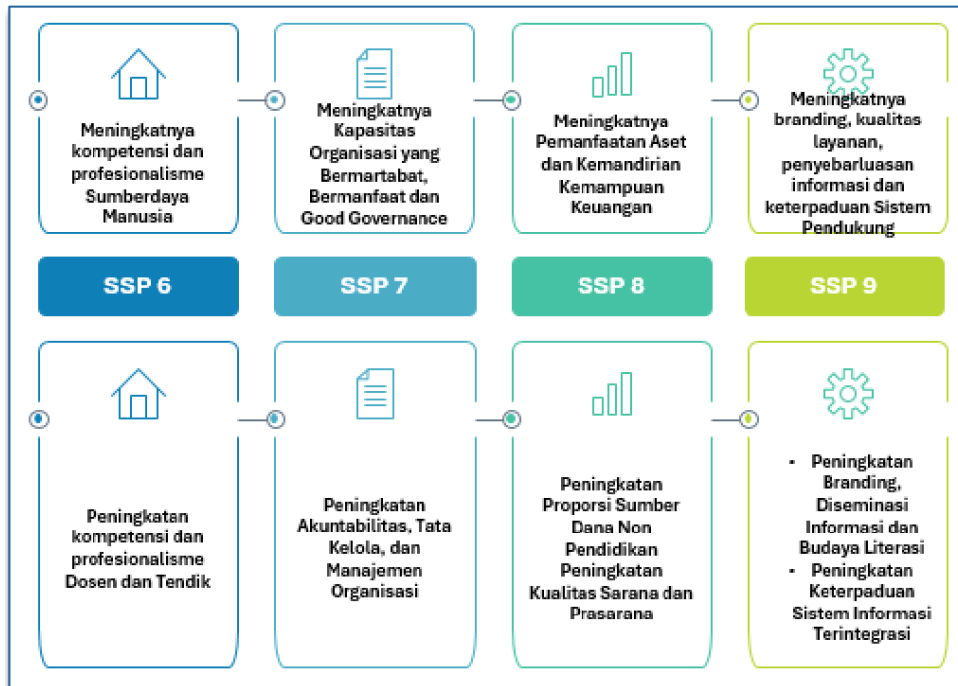 Meningkatnya
kompetensi dan
profesionalisme
Sumberdaya
Manusia
Meningkatnya
Kapasitas
Organisasi yang
Bermartabat,
Bermanfaat dan
Good Governance
Meningkatnya
Pemanfaatan Aset
dan Kemandirian
Kemampuan
Keuangan
Meningkatnya
branding, kualitas
layanan,
penyebarluasan
informasi dan
keterpaduan Sistem
Pendukung
SSP 6
SSP 7
SSP 8
SSP 9
Peningkatan
kompetensi dan
profesionalisme
Dosen dan Tendik
Peningkatan
Akuntabilitas, Tata
Kelola, dan
Manajemen
Organisasi
Peningkatan
Proporsi Sumber
Dana Non
Pendidikan
Peningkatan
Kualitas Sarana dan
Prasarana
• Peningkatan
Branding,
Diseminasi
Informasi dan
Budaya Literasi
• Peningkatan
Keterpaduan
Sistem Informasi
Terintegrasi